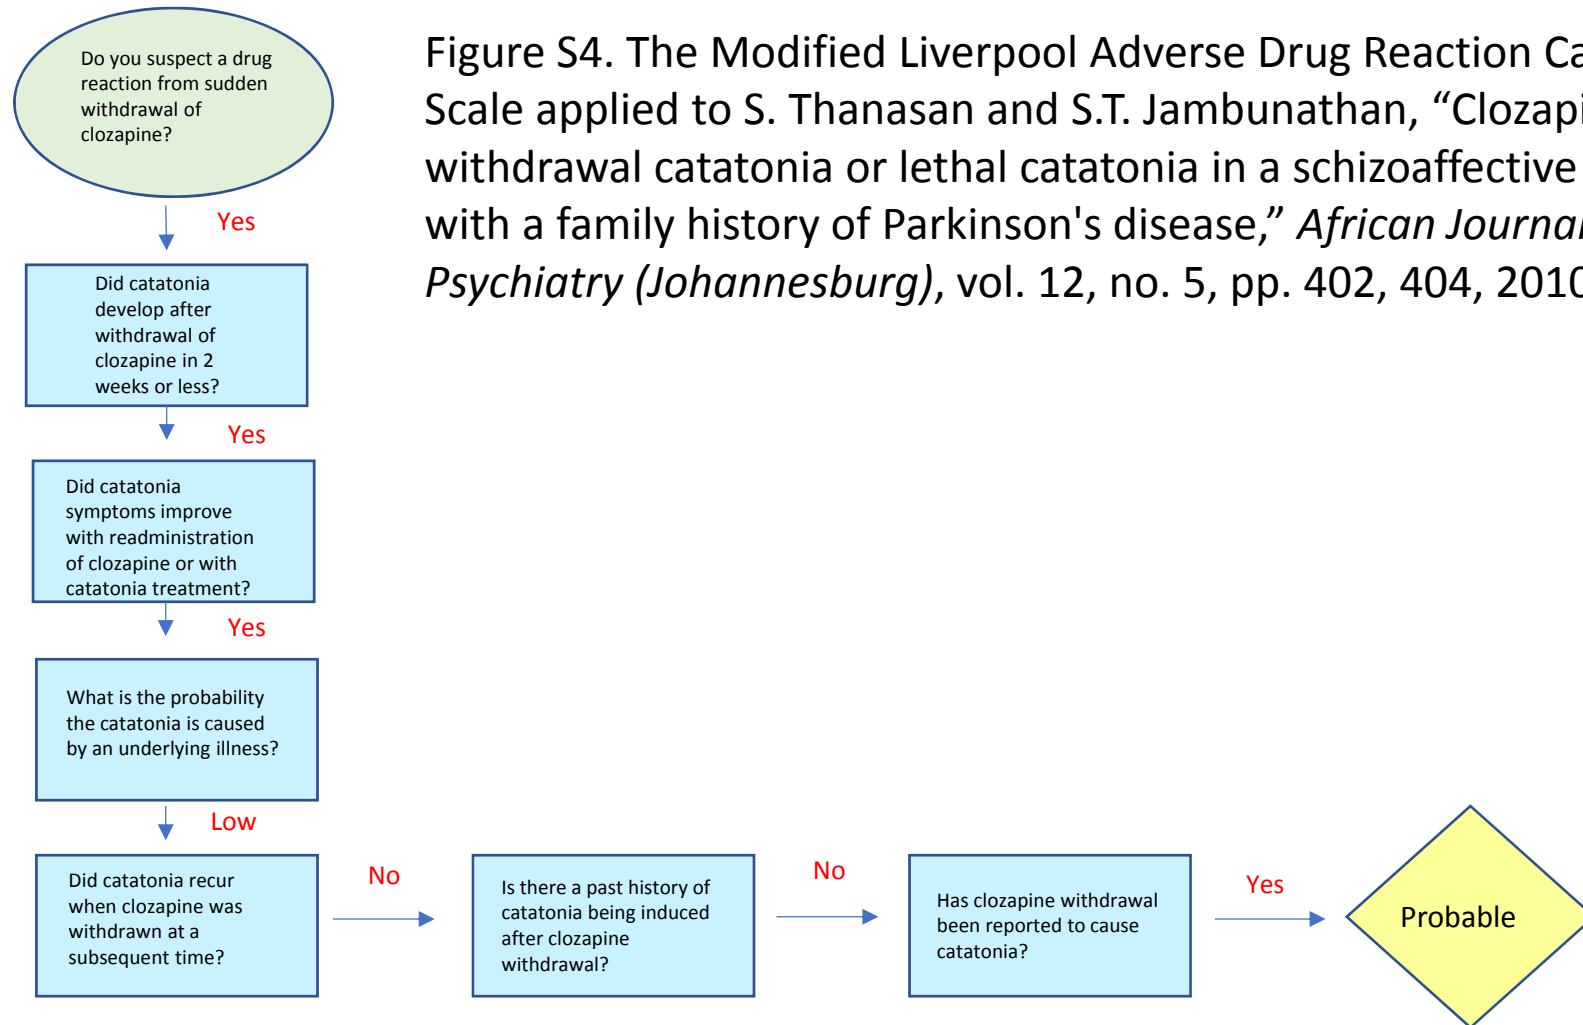 Do you suspect a drug
reaction from sudden
withdrawal of
clozapine?
Figure S4. The Modified Liverpool Adverse Drug Reaction
Scale applied to S. Thanasan and S.T. Jambunathan,
withdrawal catatonia or lethal catatonia in a schizoaffective
with a family history of Parkinson's disease,” African Journal
Psychiatry (Johannesburg), vol. 12, no. 5, pp. 402, 404, 2010
Yes
Did catatonia
develop after
withdrawal of
clozapine in 2
weeks or less?
Yes
Did catatonia
symptoms improve
with readministration
of clozapine or with
catatonia treatment?
Yes
What is the probability
the catatonia is caused
by an underlying illness?
Low
Did catatonia recur
when clozapine was
withdrawn at a
subsequent time?
No
Is there a past history of
catatonia being induced
after clozapine
withdrawal?
No
Has clozapine withdrawal
been reported to cause
catatonia?
Yes
Probable